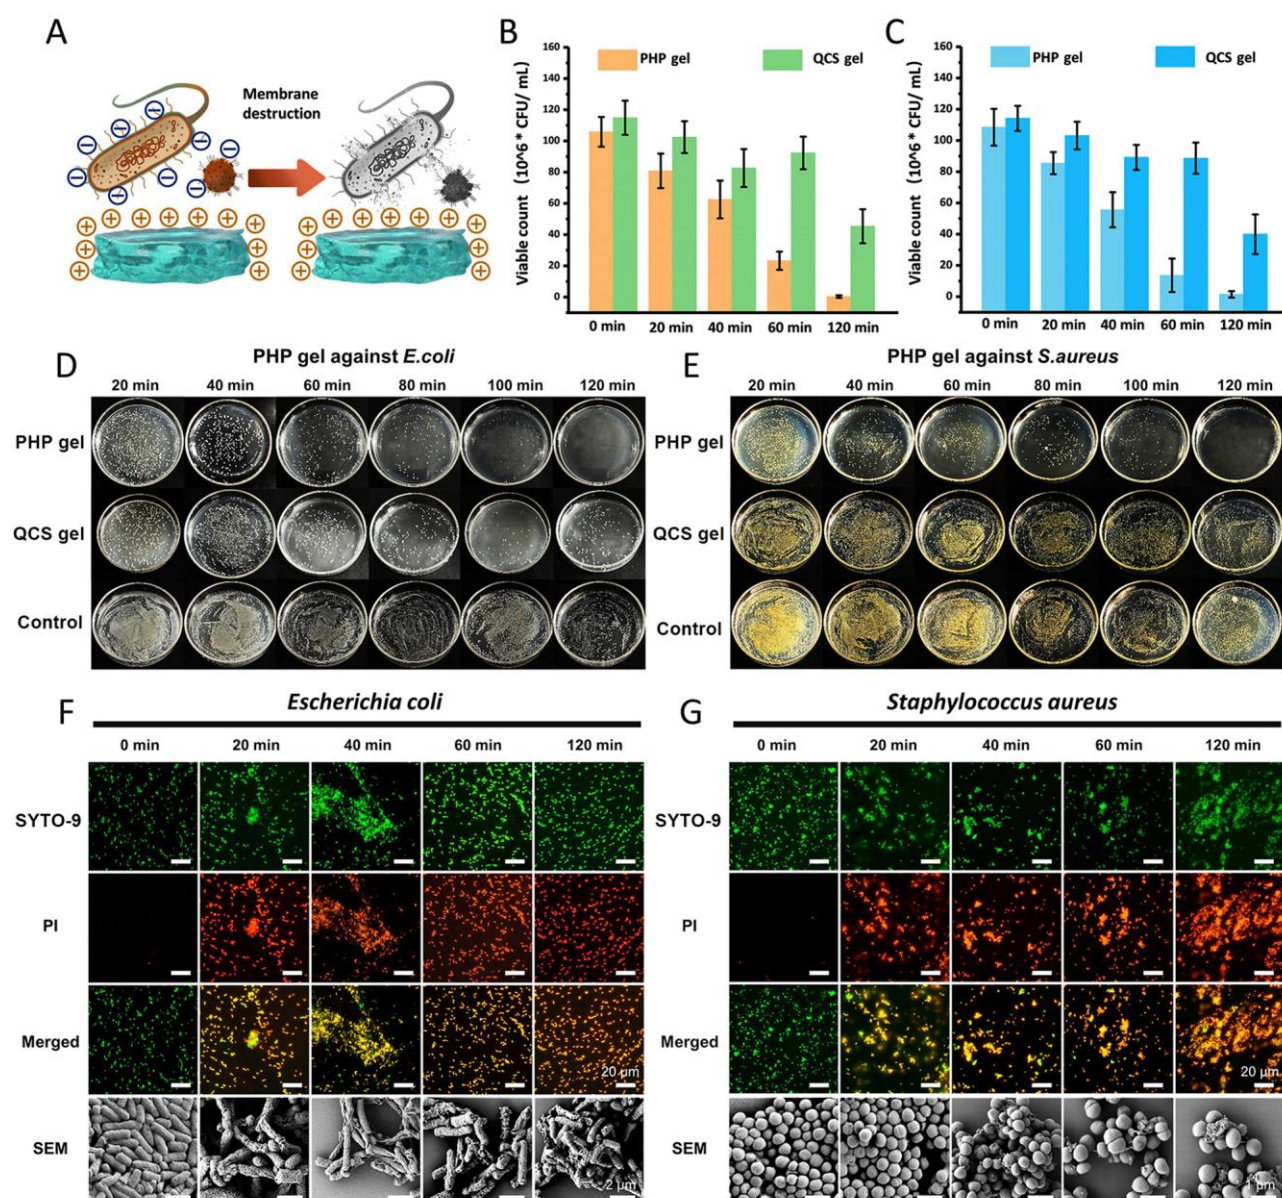 A
Membrane
destruction
B
Viable count (10^6 * CFU/ mL)
160
140
120
100
80
60
40
20
0
PHP gel
QCS gel
0 min
20 min
40 min
60 min
120 min
C
Viable count (10^6 * CFU/ mL)
160
140
120
100
80
60
40
20
0
PHP gel
QCS gel
0 min
20 min
40 min
60 min
120 min
D
PHP gel against E.coli
20 min
40 min
60 min
80 min
100 min
120 min
PHP gel
QCS gel
Control
E
PHP gel against S.aureus
20 min
40 min
60 min
80 min
100 min
120 min
PHP gel
QCS gel
Control
F
Escherichia coli
0 min
20 min
40 min
60 min
120 min
SYTO-9
PI
Merged
20 µm
SEM
2 µm
G
Staphylococcus aureus
0 min
20 min
40 min
60 min
120 min
SYTO-9
PI
Merged
20 µm
SEM
1 µm